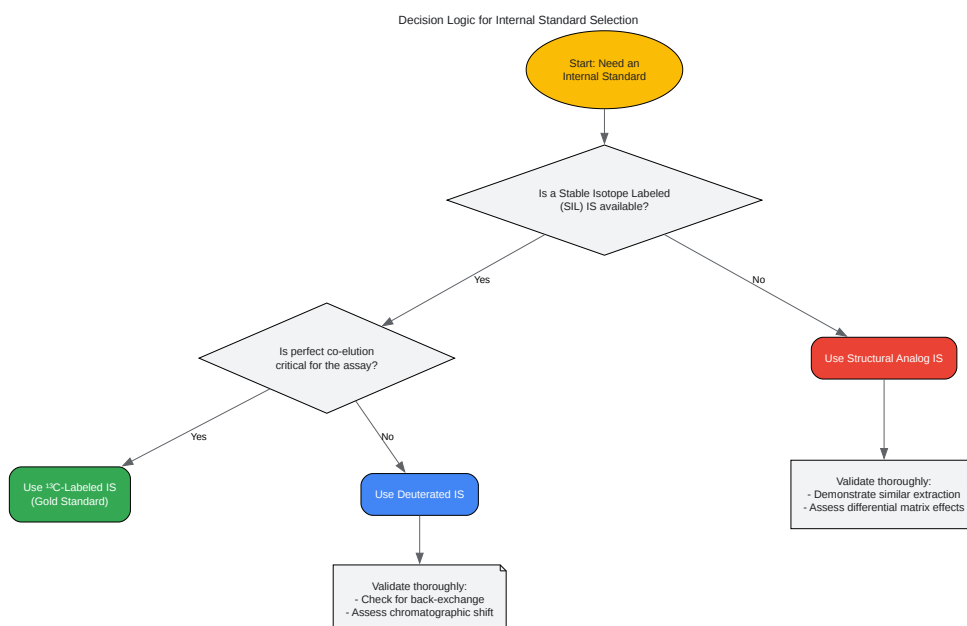 Decision Logic for Internal Standard Selection
Start: Need an
Internal Standard
Is a Stable Isotope Labeled
(SIL) IS available?
Yes
No
Is perfect co-elution
critical for the assay?
Use Structural Analog IS
Yes
No
Use ¹³C-Labeled IS
(Gold Standard)
Use Deuterated IS
Validate thoroughly:
- Demonstrate similar extraction
- Assess differential matrix effects
Validate thoroughly:
- Check for back-exchange
- Assess chromatographic shift